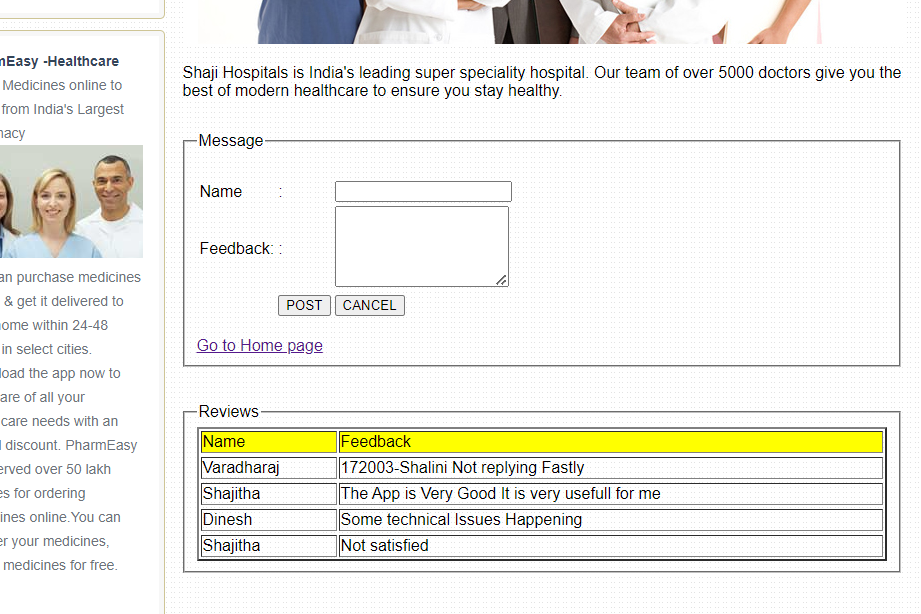 mEasy -Healthcare
Medicines online to
from India's Largest
macy
an purchase medicines
& get it delivered to
ome within 24-48
in select cities.
load the app now to
are of all your
care needs with an
discount. PharmEasy
erved over 50 lakh
es for ordering
ines online.You can
er your medicines,
medicines for free.
Shaji Hospitals is India's leading super speciality hospital. Our team of over 5000 doctors give you the
best of modern healthcare to ensure you stay healthy.
Message
Name :
Feedback: :
POST CANCEL
Go to Home page
Reviews
Name Feedback
Varadharaj 172003-Shalini Not replying Fastly
Shajitha The App is Very Good It is very usefull for me
Dinesh Some technical Issues Happening
Shajitha Not satisfied